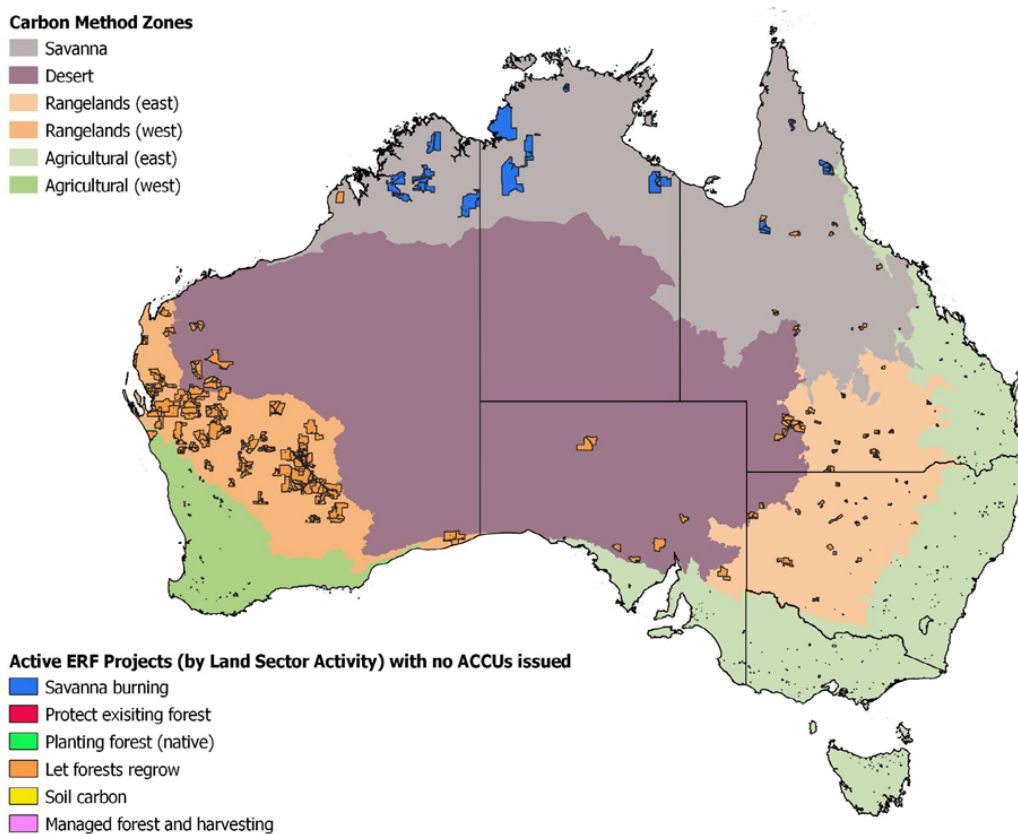 Carbon Method Zones
Savanna
Desert
Rangelands (east)
Rangelands (west)
Agricultural (east)
Agricultural (west)
Active ERF Projects (by Land Sector Activity) with no ACCUs issued
Savanna burning
Protect exisiting forest
Planting forest (native)
Let forests regrow
Soil carbon
Managed forest and harvesting